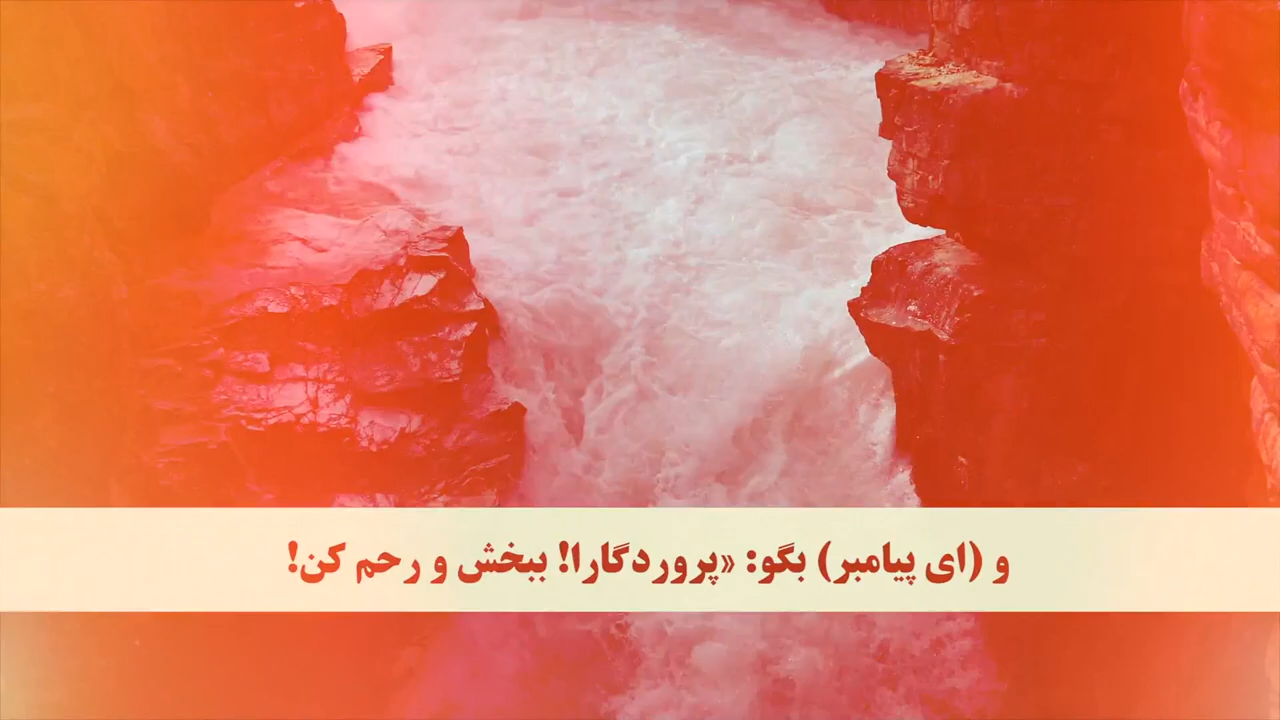 و (ای پیامبر) بگو: «پروردگارا! ببخش و رحم کن!